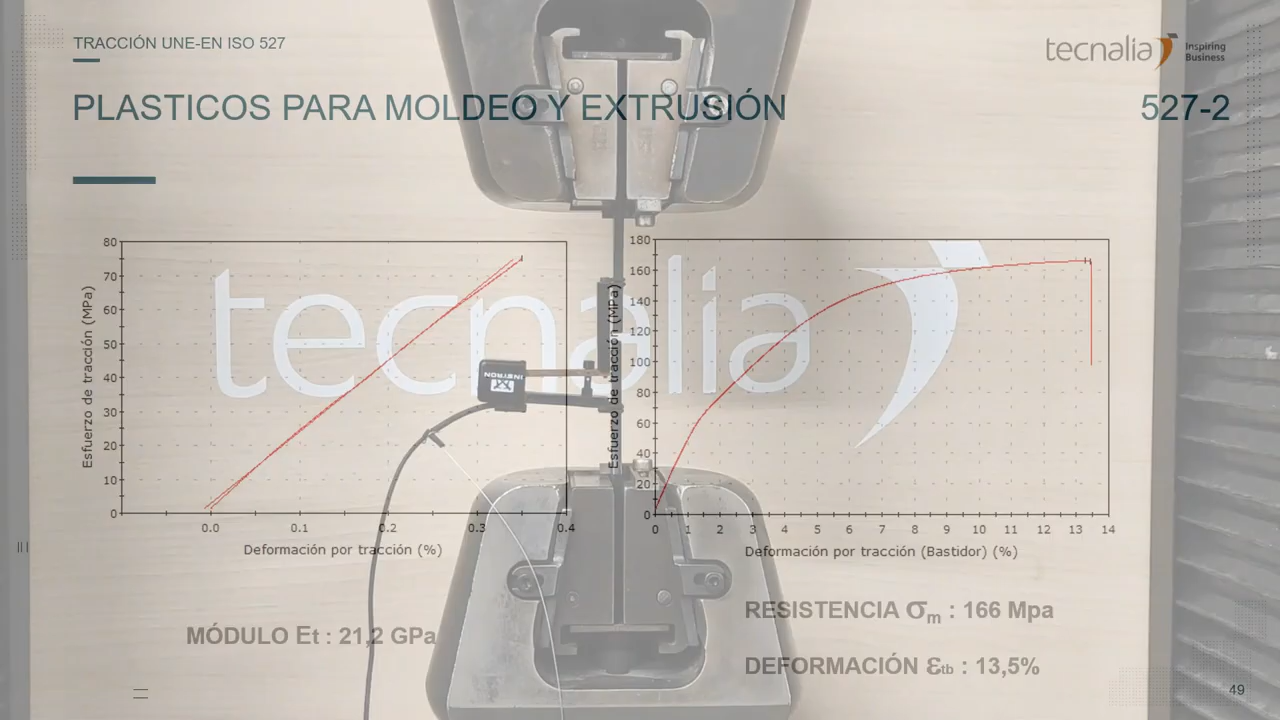 TRACCIÓN UNE-EN ISO 527
tecnalia Inspiring Business
PLASTICOS PARA MOLDEO Y EXTRUSIÓN
527-2
tecnalia
INSTRON
80
70
60
50
40
30
20
10
0
Esfuerzo de tracción (MPa)
0.0 0.1 0.2 0.3 0.4
Deformación por tracción (%)
180
160
140
120
100
80
60
40
20
0
Esfuerzo de tracción (MPa)
0 1 2 3 4 5 6 7 8 9 10 11 12 13 14
Deformación por tracción (Bastidor) (%)
MÓDULO Et : 21,2 GPa
RESISTENCIA σm : 166 Mpa
DEFORMACIÓN εtb : 13,5%
49